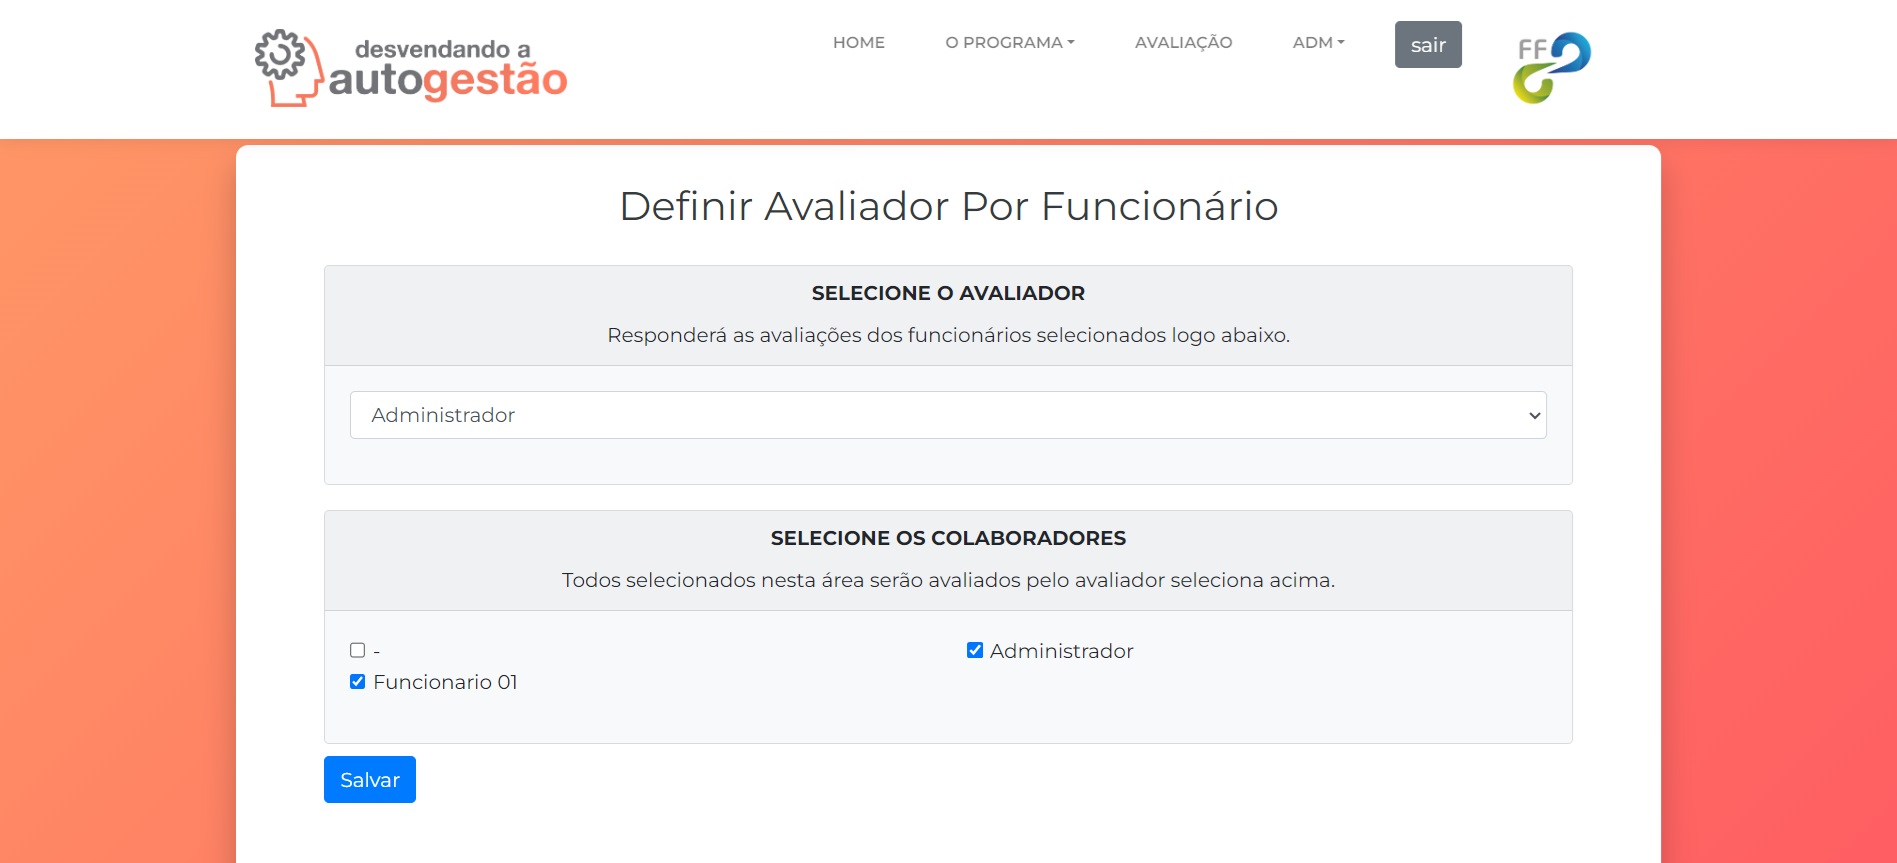 desvendando a
autogestão
HOME
O PROGRAMA
AVALIAÇÃO
ADM
sair
FF
Definir Avaliador Por Funcionário
SELECIONE O AVALIADOR
Responderá as avaliações dos funcionários selecionados logo abaixo.
Administrador
SELECIONE OS COLABORADORES
Todos selecionados nesta área serão avaliados pelo avaliador seleciona acima.
-
Administrador
Funcionario 01
Salvar